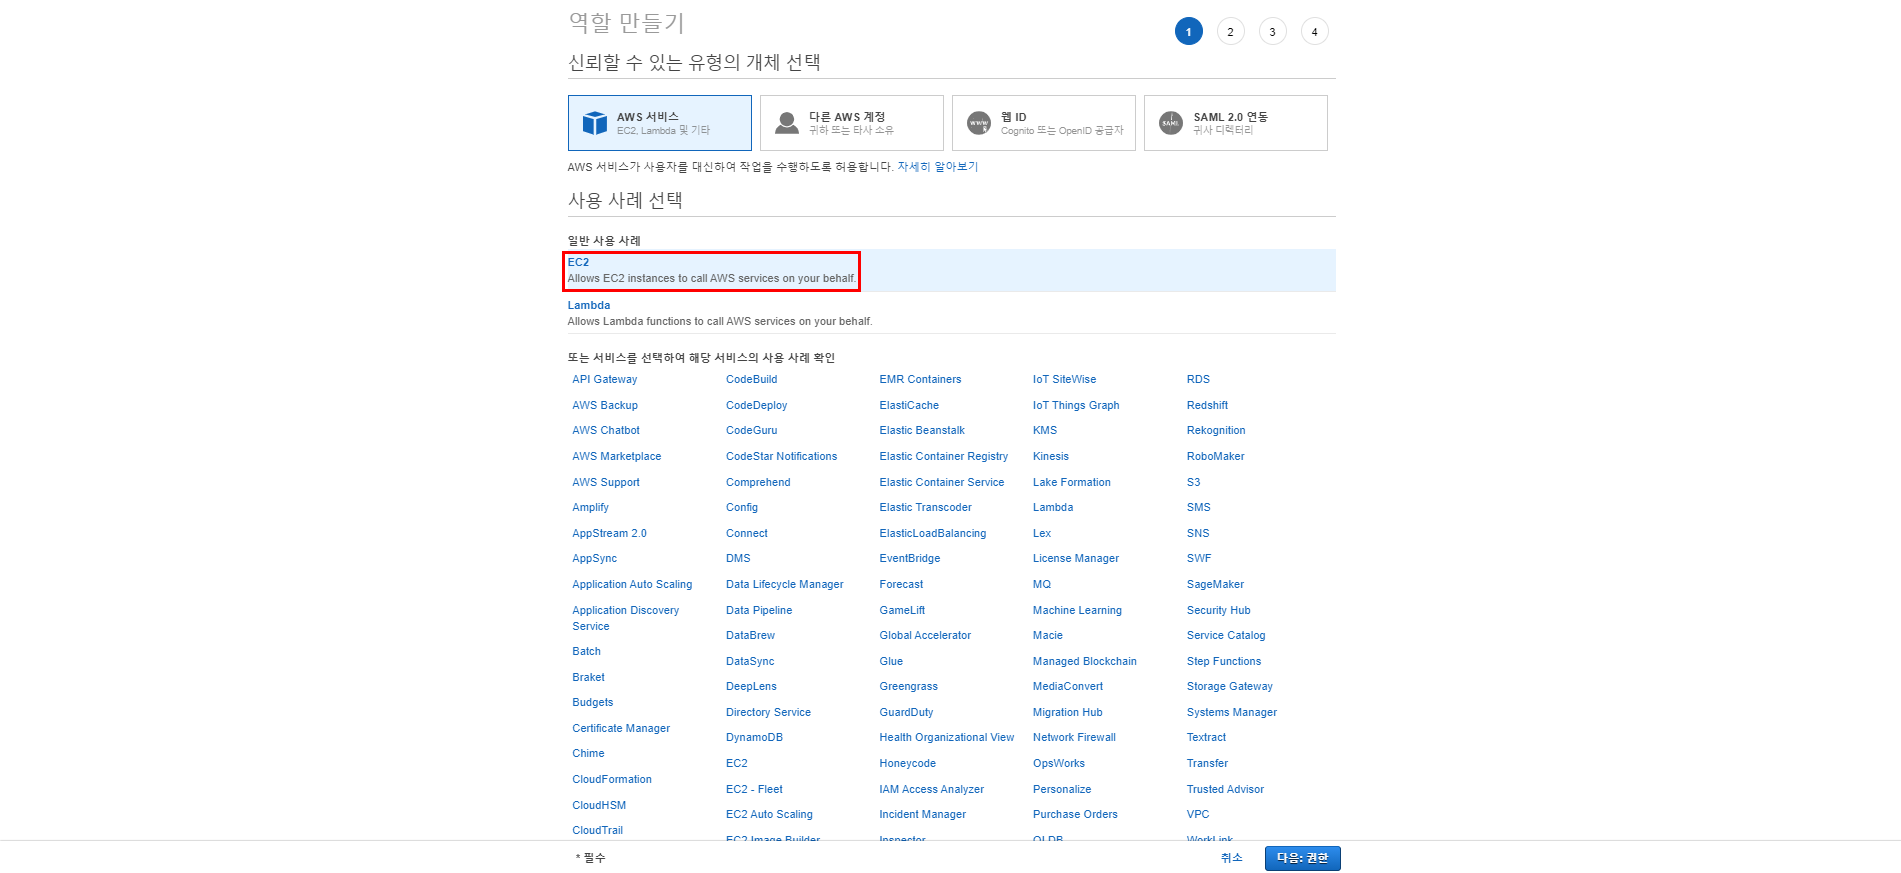 역할 만들기
1 2 3 4
신뢰할 수 있는 유형의 개체 선택
AWS 서비스
EC2, Lambda 및 기타
다른 AWS 계정
귀하 또는 타사 소유
WWW
웹 ID
Cognito 또는 OpenID 공급자
SAML
SAML 2.0 연동
귀사 디렉터리
AWS 서비스가 사용자를 대신하여 작업을 수행하도록 허용합니다. 자세히 알아보기
사용 사례 선택
일반 사용 사례
EC2
Allows EC2 instances to call AWS services on your behalf.
Lambda
Allows Lambda functions to call AWS services on your behalf.
또는 서비스를 선택하여 해당 서비스의 사용 사례 확인
API Gateway
AWS Backup
AWS Chatbot
AWS Marketplace
AWS Support
Amplify
AppStream 2.0
AppSync
Application Auto Scaling
Application Discovery
Service
Batch
Braket
Budgets
Certificate Manager
Chime
CloudFormation
CloudHSM
CloudTrail
CodeBuild
CodeDeploy
CodeGuru
CodeStar Notifications
Comprehend
Config
Connect
DMS
Data Lifecycle Manager
Data Pipeline
DataBrew
DataSync
DeepLens
Directory Service
DynamoDB
EC2
EC2 - Fleet
EC2 Auto Scaling
EC2 Image Builder
EMR Containers
ElastiCache
Elastic Beanstalk
Elastic Container Registry
Elastic Container Service
Elastic Transcoder
ElasticLoadBalancing
EventBridge
Forecast
GameLift
Global Accelerator
Glue
Greengrass
GuardDuty
Health Organizational View
Honeycode
IAM Access Analyzer
Incident Manager
Inspector
IoT SiteWise
IoT Things Graph
KMS
Kinesis
Lake Formation
Lambda
Lex
License Manager
MQ
Machine Learning
Macie
Managed Blockchain
MediaConvert
Migration Hub
Network Firewall
OpsWorks
Personalize
Purchase Orders
QLDB
RDS
Redshift
Rekognition
RoboMaker
S3
SMS
SNS
SWF
SageMaker
Security Hub
Service Catalog
Step Functions
Storage Gateway
Systems Manager
Textract
Transfer
Trusted Advisor
VPC
WorkLink
* 필수
취소
다음: 권한